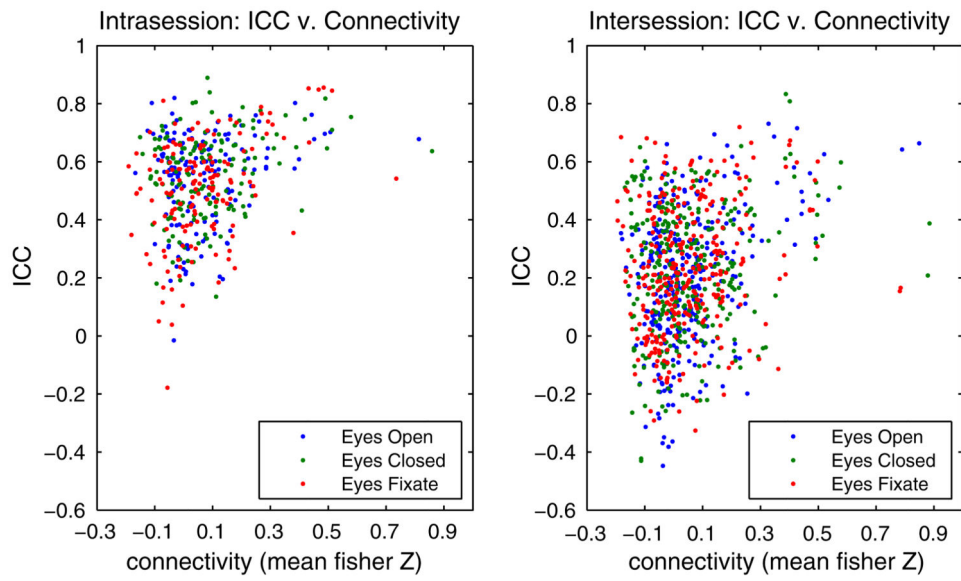 Intrasession: ICC v. Connectivity
1
0.8
0.6
0.4
0.2
0
−0.2
−0.4
−0.6
ICC
−0.3 −0.1 0.1 0.3 0.5 0.7 0.9
connectivity (mean fisher Z)
Eyes Open
Eyes Closed
Eyes Fixate
Intersession: ICC v. Connectivity
1
0.8
0.6
0.4
0.2
0
−0.2
−0.4
−0.6
ICC
−0.3 −0.1 0.1 0.3 0.5 0.7 0.9
connectivity (mean fisher Z)
Eyes Open
Eyes Closed
Eyes Fixate